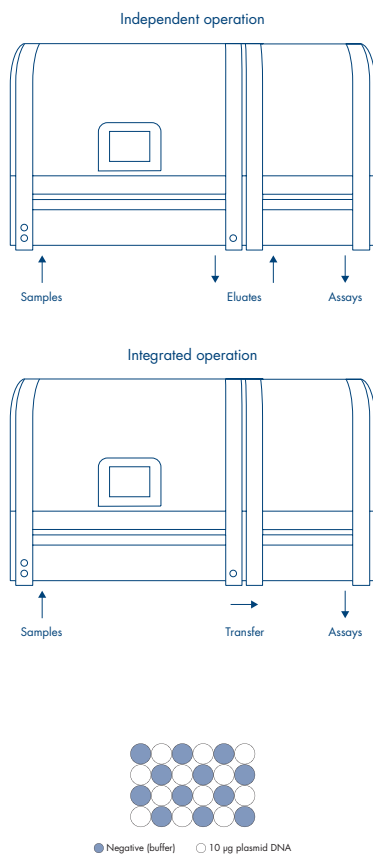 Independent operation
Samples Eluates Assays
Integrated operation
Samples Transfer Assays
Negative (buffer) 10 µg plasmid DNA